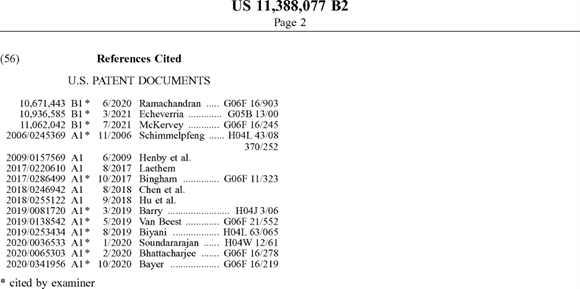 US 11,388,077 B2
Page 2
(56) References Cited
U.S. PATENT DOCUMENTS
10,671,443 B1 * 6/2020 Ramachandran ..... G06F 16/903
10,936,585 B1 * 3/2021 Echeverria ............. G05B 13/00
11,062,042 B1 * 7/2021 McKervey .............. G06F 16/245
2006/0245369 A1 * 11/2006 Schimmelpfeng ...... H04L 43/08
370/252
2009/0157569 A1 6/2009 Henby et al.
2017/0220610 A1 8/2017 Laethem
2017/0286499 A1 * 10/2017 Bingham ............... G06F 11/323
2018/0246942 A1 8/2018 Chen et al.
2018/0255122 A1 9/2018 Hu et al.
2019/0081720 A1 * 3/2019 Barry ........................ H04J 3/06
2019/0138542 A1 * 5/2019 Van Beest ............... G06F 21/552
2019/0253434 A1 * 8/2019 Biyani .................... H04L 63/065
2020/0036533 A1 * 1/2020 Soundararajan ....... H04W 12/61
2020/0065303 A1 * 2/2020 Bhattacharjee ........ G06F 16/278
2020/0341956 A1 * 10/2020 Bayer .................... G06F 16/219
* cited by examiner